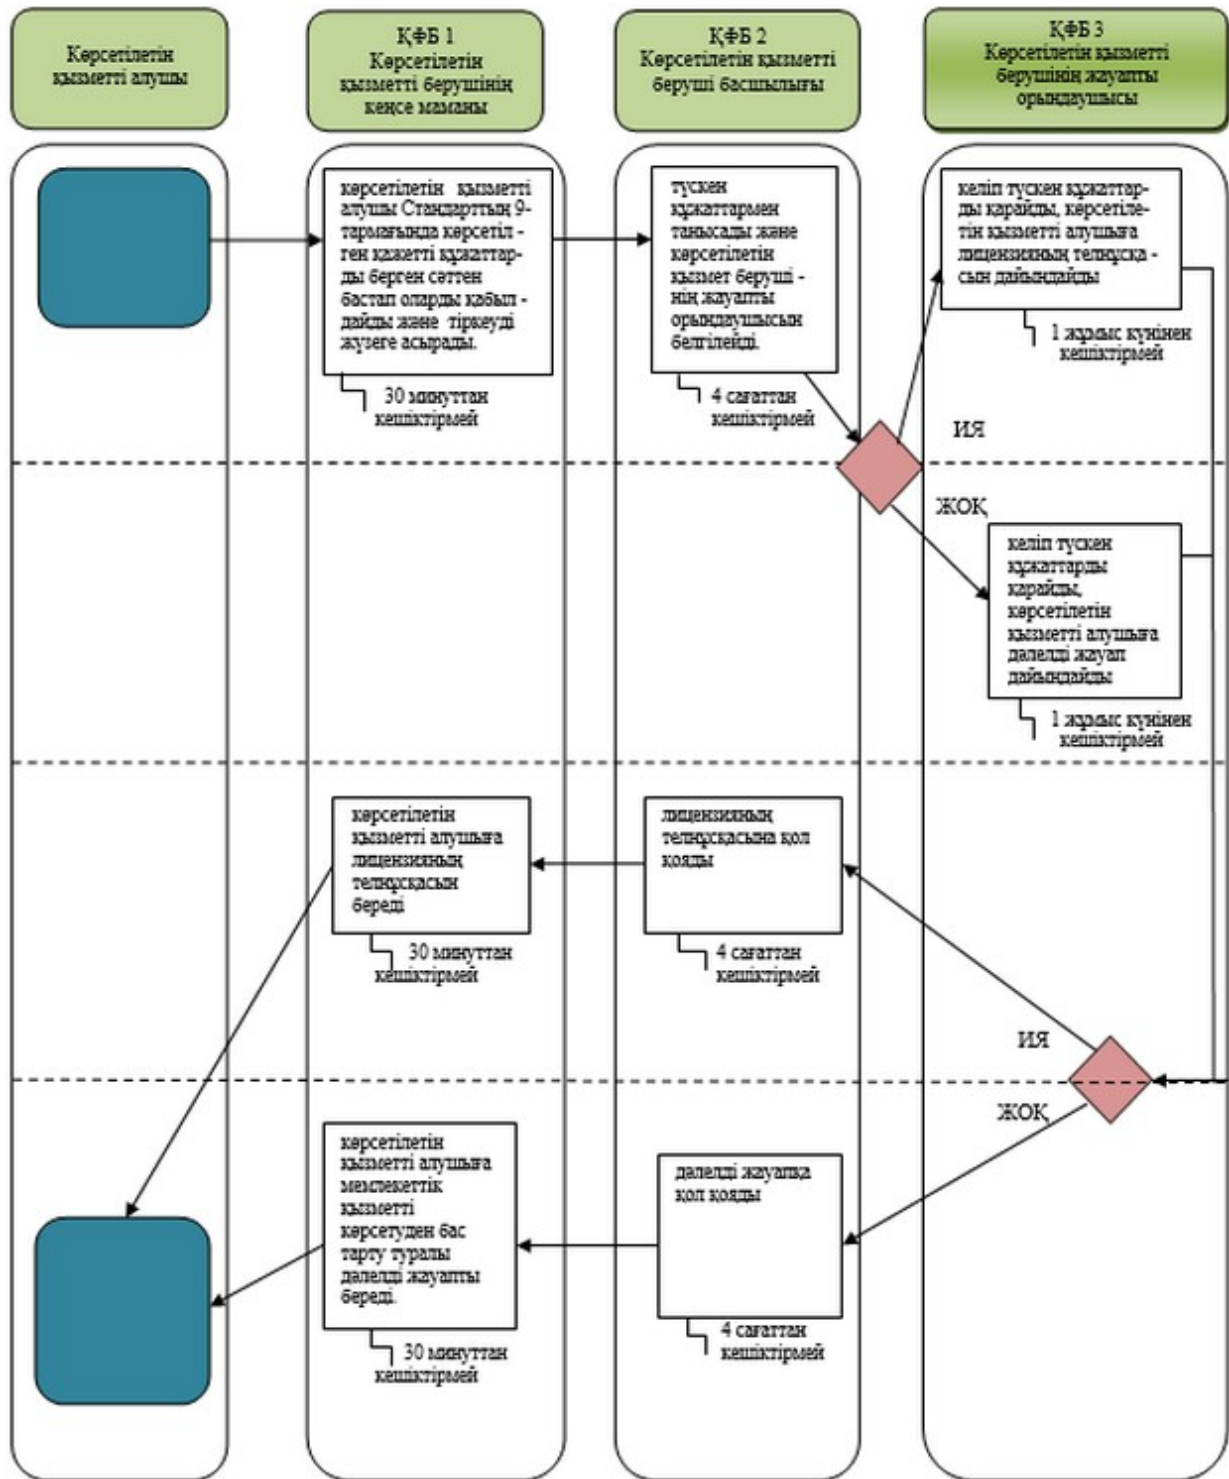 Көрсетілетін
қызметті алушы
ҚФБ 1
Көрсетілетін
қызметті берушінің
кеңсе маманы
ҚФБ 2
Көрсетілетін қызметті
беруші басшылығы
ҚФБ 3
Көрсетілетін қызметті
берушінің жауапты
орындаушысы
көрсетілетін қызметті
алушы Стандарттың 9-
тармағында көрсетіл -
ген қажетті құжаттар-
ды берген сәттен
бастап оларды қабыл -
дайды және тіркеуді
жүзеге асырады.
30 минуттан
кешіктірмей
түскен
құжаттармен
танысады және
көрсетілетін
қызмет беруші -
нің жауапты
орындаушысын
белгілейді.
4 сағаттан
кешіктірмей
келіп түскен құжаттар-
ды қарайды, көрсетіле-
тін қызметті алушыға
лицензияның телнұсқа -
сын дайындайды
1 жұмыс күнінен
кешіктірмей
ИЯ
ЖОҚ
келіп түскен
құжаттарды
қарайды,
көрсетілетін
қызметті алушыға
дәлелді жауап
дайындайды
1 жұмыс күнінен
кешіктірмей
көрсетілетін
қызметті алушыға
лицензияның
телнұсқасын
береді
30 минуттан
кешіктірмей
лицензияның
телнұсқасына қол
қояды
4 сағаттан
кешіктірмей
ИЯ
ЖОҚ
көрсетілетін
қызметті алушыға
мемлекеттік
қызметті
көрсетуден бас
тарту туралы
дәлелді жауапты
береді.
30 минуттан
кешіктірмей
дәлелді жауапқа
қол қояды
4 сағаттан
кешіктірмей